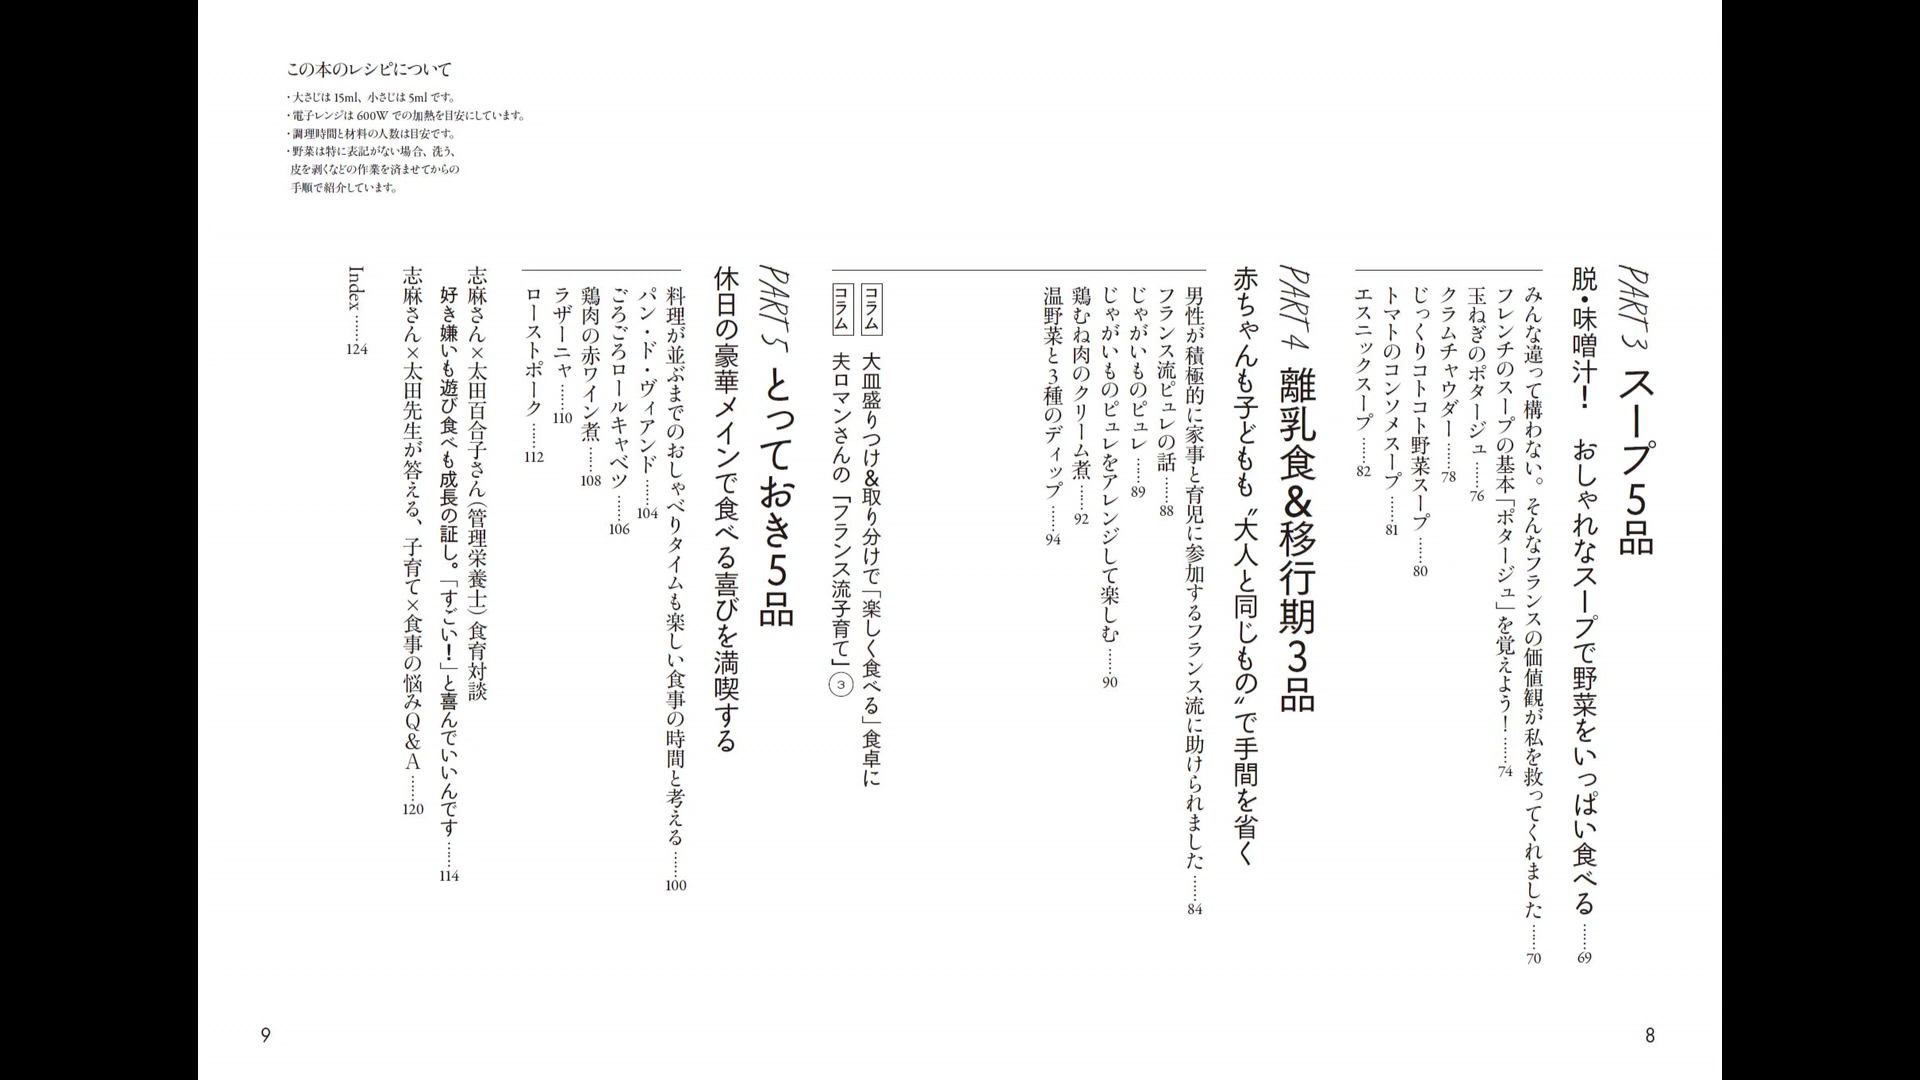 PART 3 スープ5品
脱・味噌汁！ おしゃれなスープで野菜をいっぱい食べる……69
みんな違って構わない。そんなフランスの価値観が私を救ってくれました……70
フレンチのスープの基本「ポタージュ」を覚えよう！……74
玉ねぎのポタージュ……76
クラムチャウダー……78
じっくりコトコト野菜スープ……80
トマトのコンソメスープ……81
エスニックスープ……82
PART 4 離乳食&移行期3品
赤ちゃんも子どもも〝大人と同じもの〟で手間を省く
男性が積極的に家事と育児に参加するフランス流に助けられました……84
フランス流ピュレの話……88
じゃがいものピュレ……89
じゃがいものピュレをアレンジして楽しむ……90
鶏むね肉のクリーム煮……92
温野菜と3種のディップ……94
コラム 大皿盛りつけ&取り分けで「楽しく食べる」食卓に
コラム 夫ロマンさんの「フランス流子育て」③
PART 5 とっておき5品
休日の豪華メインで食べる喜びを満喫する
料理が並ぶまでのおしゃべりタイムも楽しい食事の時間と考える……100
パン・ド・ヴィアンド……104
ごろごろロールキャベツ……106
鶏肉の赤ワイン煮……108
ラザーニャ……110
ローストポーク……112
志麻さん×太田百合子さん（管理栄養士）食育対談
好き嫌いも遊び食べも成長の証し。「すごい！」と喜んでいいんです……114
志麻さん×太田先生が答える、子育て×食事の悩みQ&A……120
Index……124
この本のレシピについて
・大さじは15ml、小さじは5mlです。
・電子レンジは600Wでの加熱を目安にしています。
・調理時間と材料の人数は目安です。
・野菜は特に表記がない場合、洗う、
皮を剥くなどの作業を済ませてからの
手順で紹介しています。
8
9